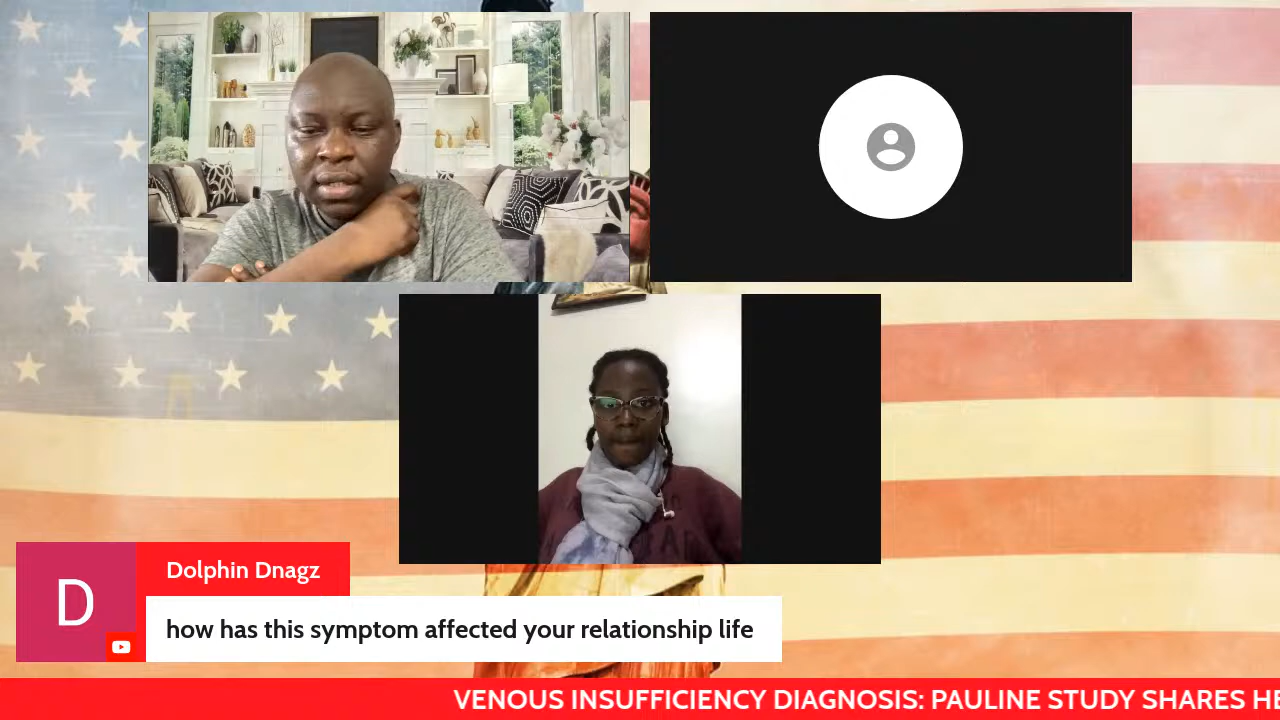 Dolphin Dnagz
D
how has this symptom affected your relationship life
VENOUS INSUFFICIENCY DIAGNOSIS: PAULINE STUDY SHARES HE